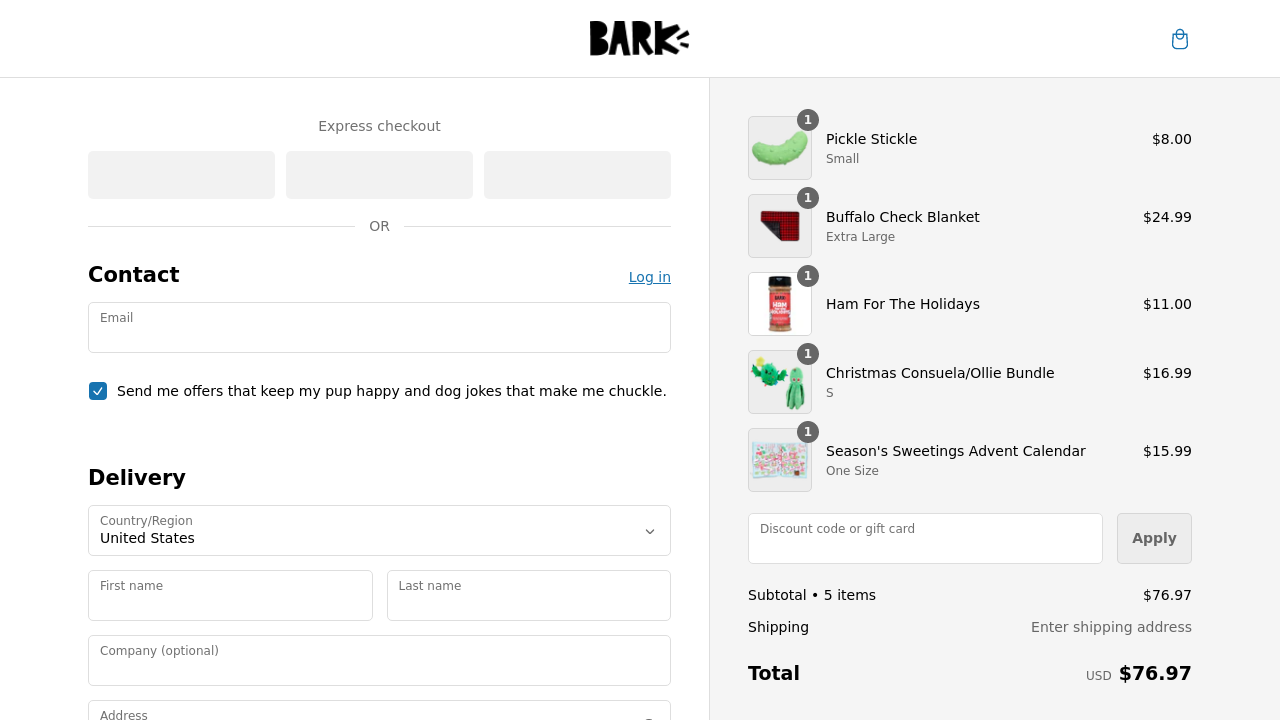 BARK
Express checkout
OR
Contact
Log in
Email
Send me offers that keep my pup happy and dog jokes that make me chuckle.
Delivery
Country/Region
United States
First name
Last name
Company (optional)
Address
1
Pickle Stickle
$8.00
Small
1
Buffalo Check Blanket
$24.99
Extra Large
1
BARK
HAM
Ham For The Holidays
$11.00
1
Christmas Consuela/Ollie Bundle
$16.99
S
1
Season's Sweetings Advent Calendar
$15.99
One Size
Discount code or gift card
Apply
Subtotal • 5 items
$76.97
Shipping
Enter shipping address
Total
USD $76.97